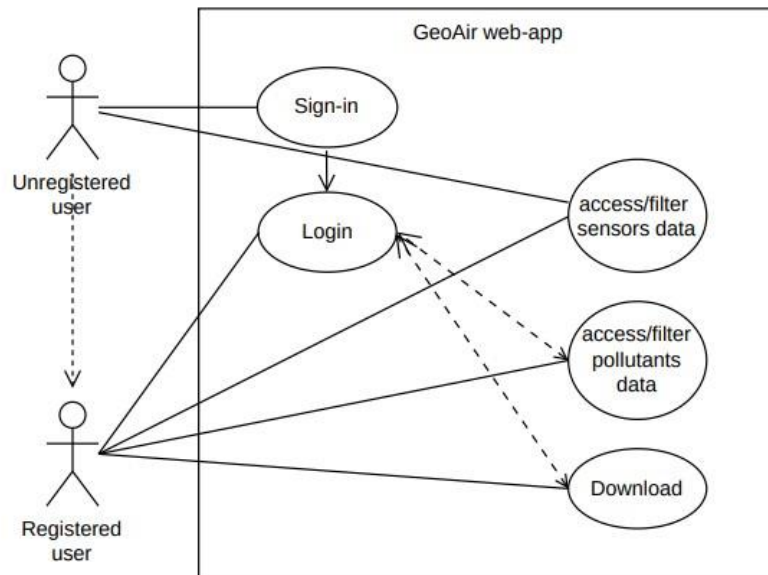 GeoAir web-app
Sign-in
Unregistered
user
access/filter
sensors data
Login
access/filter
pollutants
data
Download
Registered
user